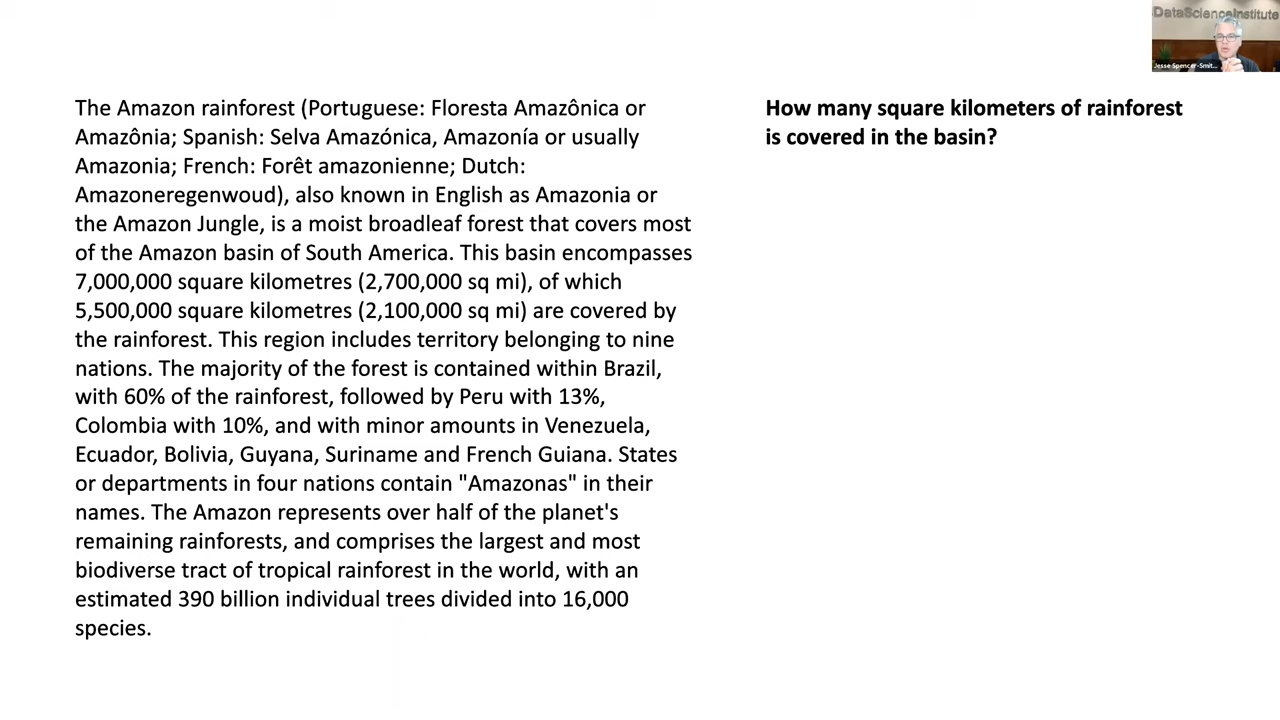 DataScienceInstitute
Jesse Spencer-Smit...
The Amazon rainforest (Portuguese: Floresta Amazônica or
Amazônia; Spanish: Selva Amazónica, Amazonía or usually
Amazonia; French: Forêt amazonienne; Dutch:
Amazoneregenwoud), also known in English as Amazonia or
the Amazon Jungle, is a moist broadleaf forest that covers most
of the Amazon basin of South America. This basin encompasses
7,000,000 square kilometres (2,700,000 sq mi), of which
5,500,000 square kilometres (2,100,000 sq mi) are covered by
the rainforest. This region includes territory belonging to nine
nations. The majority of the forest is contained within Brazil,
with 60% of the rainforest, followed by Peru with 13%,
Colombia with 10%, and with minor amounts in Venezuela,
Ecuador, Bolivia, Guyana, Suriname and French Guiana. States
or departments in four nations contain "Amazonas" in their
names. The Amazon represents over half of the planet's
remaining rainforests, and comprises the largest and most
biodiverse tract of tropical rainforest in the world, with an
estimated 390 billion individual trees divided into 16,000
species.
How many square kilometers of rainforest
is covered in the basin?